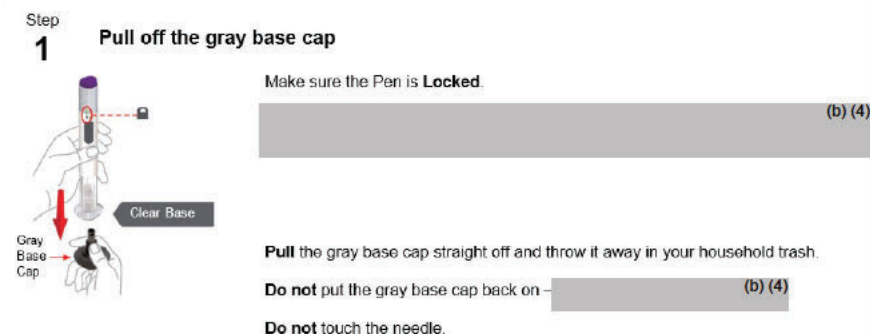 Step
1
Pull off the gray base cap
Make sure the Pen is Locked.
(b) (4)
Clear Base
Gray
Base
Cap
Pull the gray base cap straight off and throw it away in your household trash.
Do not put the gray base cap back on – (b) (4)
Do not touch the needle.